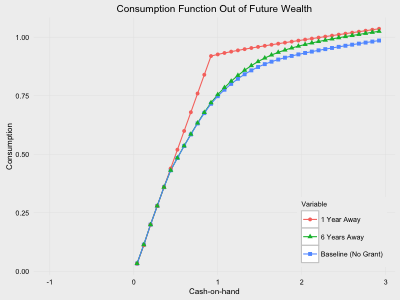 Consumption Function Out of Future Wealth
1.00
0.75
0.50
0.25
0.00
Consumption
-1
0
1
2
3
Cash-on-hand
Variable
1 Year Away
6 Years Away
Baseline (No Grant)